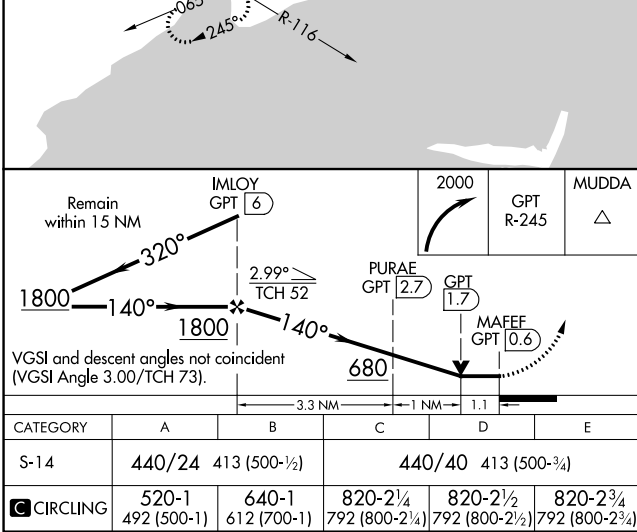 065°
245°
R-116
IMLOY
GPT 6
Remain
within 15 NM
320°
2000
GPT
R-245
MUDDA
2.99°
TCH 52
PURAE
GPT 2.7
GPT
1.7
MAFEF
GPT 0.6
1800
140°
1800
140°
680
VGSI and descent angles not coincident
(VGSI Angle 3.00/TCH 73).
3.3 NM 1 NM 1.1
CATEGORY A B C D E
S-14 440/24 413 (500-½) 440/40 413 (500-¾)
C CIRCLING 520-1 640-1 820-2¼ 820-2½ 820-2¾
492 (500-1) 612 (700-1) 792 (800-2¼) 792 (800-2½) 792 (800-2¾)